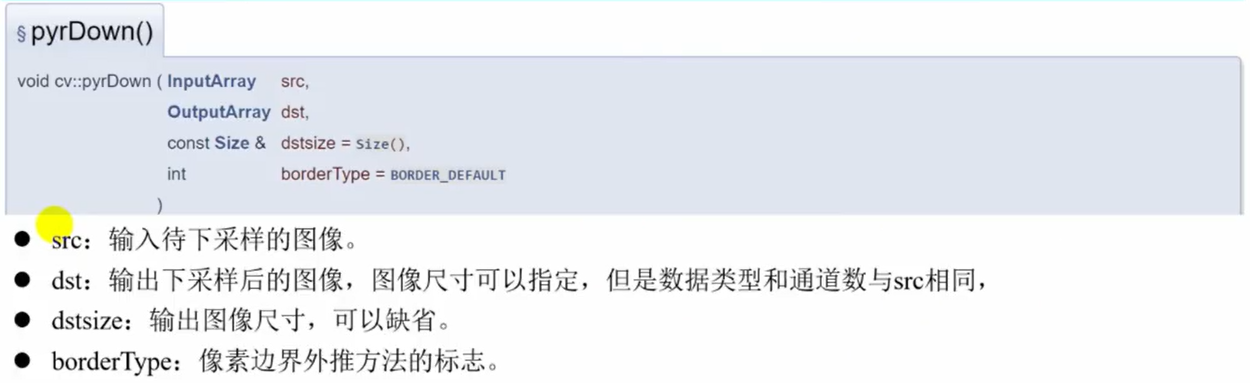 § pyrDown()
void cv::pyrDown ( InputArray src,
OutputArray dst,
const Size & dstsize = Size(),
int borderType = BORDER_DEFAULT
)
● src：输入待下采样的图像。
● dst：输出下采样后的图像，图像尺寸可以指定，但是数据类型和通道数与src相同，
● dstsize：输出图像尺寸，可以缺省。
● borderType：像素边界外推方法的标志。